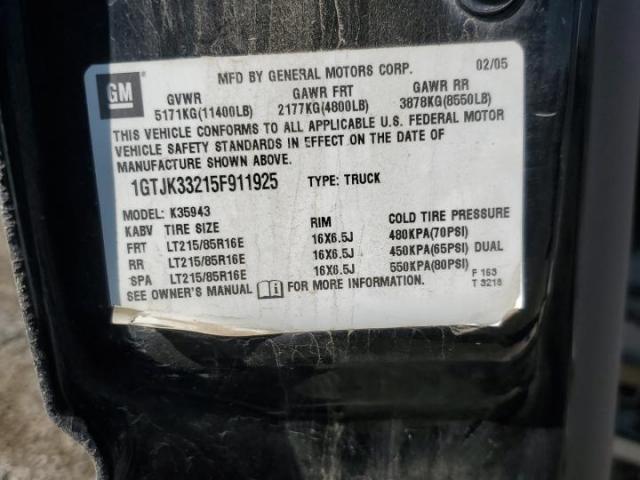 MFD BY GENERAL MOTORS CORP. 02/05
GM
GVWR GAWR FRT GAWR RR
5171KG(11400LB) 2177KG(4800LB) 3878KG(8550LB)
THIS VEHICLE CONFORMS TO ALL APPLICABLE U.S. FEDERAL MOTOR
VEHICLE SAFETY STANDARDS IN EFFECT ON THE DATE OF
MANUFACTURE SHOWN ABOVE.
1GTJK33215F911925 TYPE: TRUCK
MODEL: K35943
KABV TIRE SIZE RIM COLD TIRE PRESSURE
FRT LT215/85R16E 16X6.5J 480KPA(70PSI)
RR LT215/85R16E 16X6.5J 450KPA(65PSI) DUAL
SPA LT215/85R16E 16X6.5J 550KPA(80PSI)
SEE OWNER'S MANUAL i FOR MORE INFORMATION.
F 163
T 3218